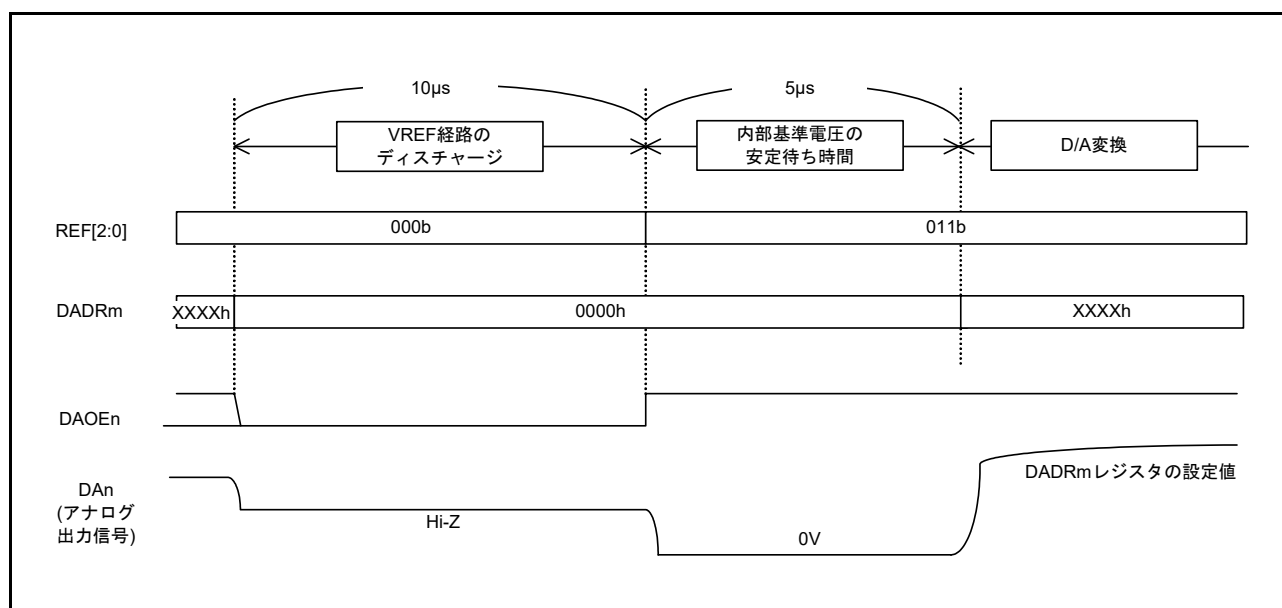 10µs
5µs
VREF経路の
ディスチャージ
内部基準電圧の
安定待ち時間
D/A変換
REF[2:0]
000b
011b
DADRm
XXXXh
0000h
XXXXh
DAOEn
DAn
(アナログ
出力信号)
Hi-Z
0V
DADRmレジスタの設定値